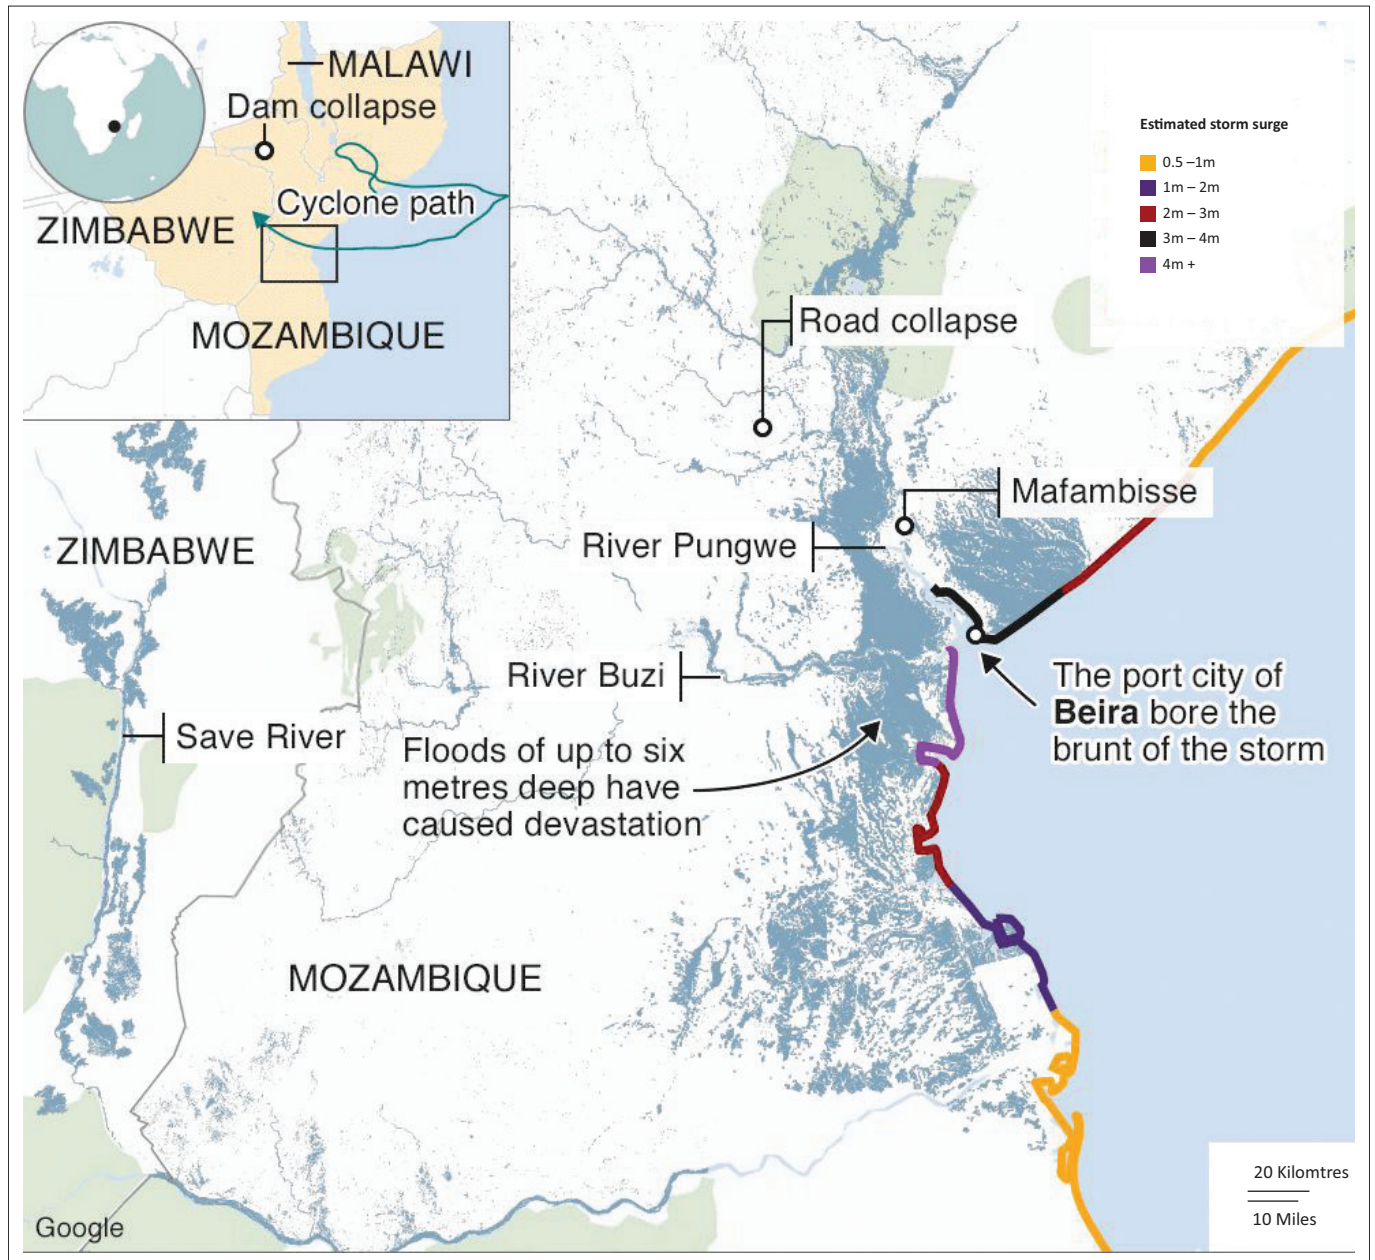 MALAWI
Dam collapse
Cyclone path
ZIMBABWE
MOZAMBIQUE
Estimated storm surge
0.5 –1m
1m – 2m
2m – 3m
3m – 4m
4m +
Road collapse
Mafambisse
River Pungwe
ZIMBABWE
River Buzi
The port city of
Beira bore the
brunt of the storm
Save River
Floods of up to six
metres deep have
caused devastation
MOZAMBIQUE
20 Kilomtres
10 Miles
Google